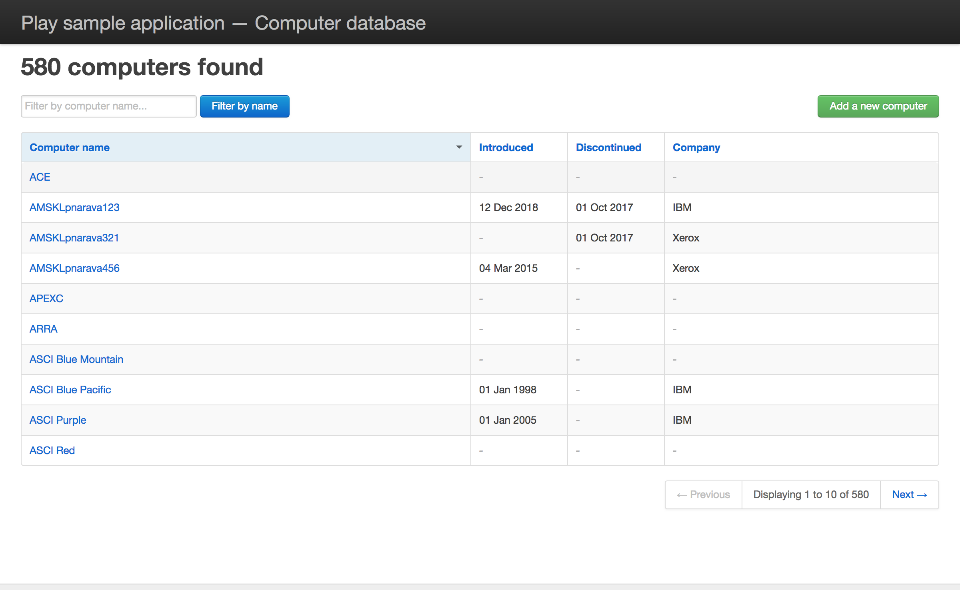 Play sample application — Computer database
580 computers found
Filter by computer name... Filter by name Add a new computer
Computer name Introduced Discontinued Company
ACE - - -
AMSKLpnarava123 12 Dec 2018 01 Oct 2017 IBM
AMSKLpnarava321 - 01 Oct 2017 Xerox
AMSKLpnarava456 04 Mar 2015 - Xerox
APEXC - - -
ARRA - - -
ASCI Blue Mountain - - -
ASCI Blue Pacific 01 Jan 1998 - IBM
ASCI Purple 01 Jan 2005 - IBM
ASCI Red - - -
← Previous Displaying 1 to 10 of 580 Next →